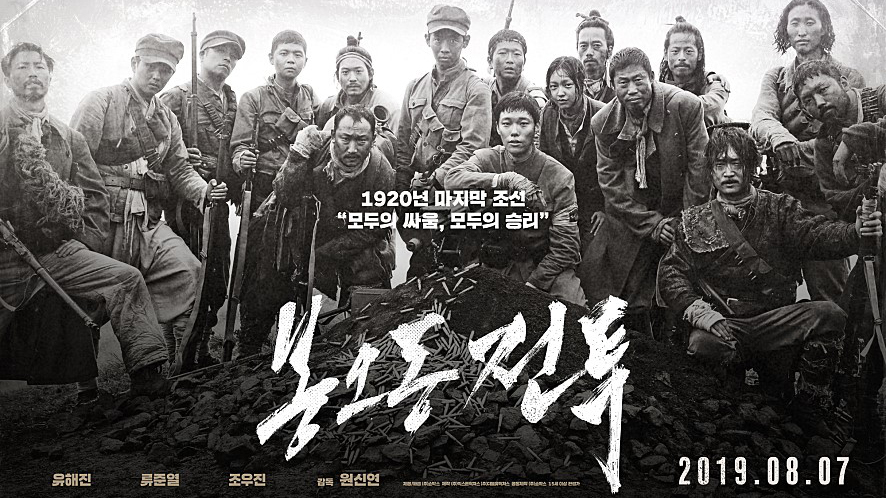 1920년 마지막 조선
“모두의 싸움, 모두의 승리”
봉오동 전투
유해진 류준열 조우진 감독 원신연
2019.08.07